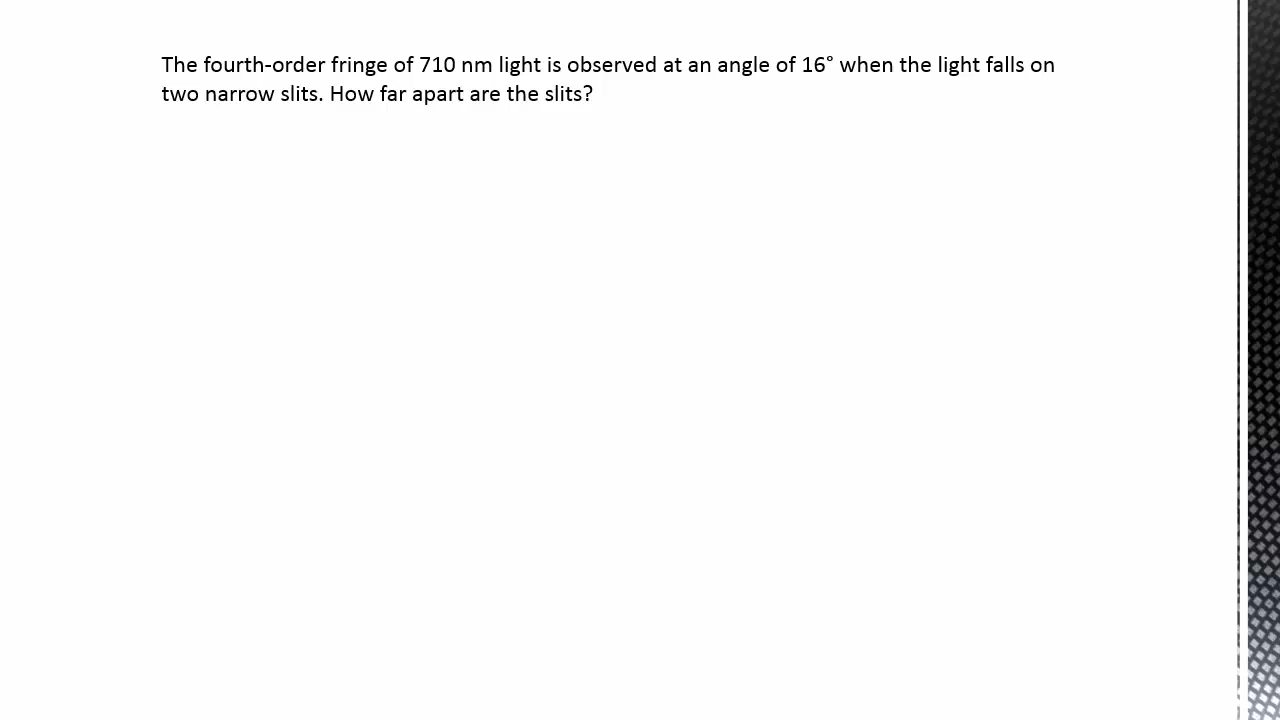 The fourth-order fringe of 710 nm light is observed at an angle of 16° when the light falls on
two narrow slits. How far apart are the slits?